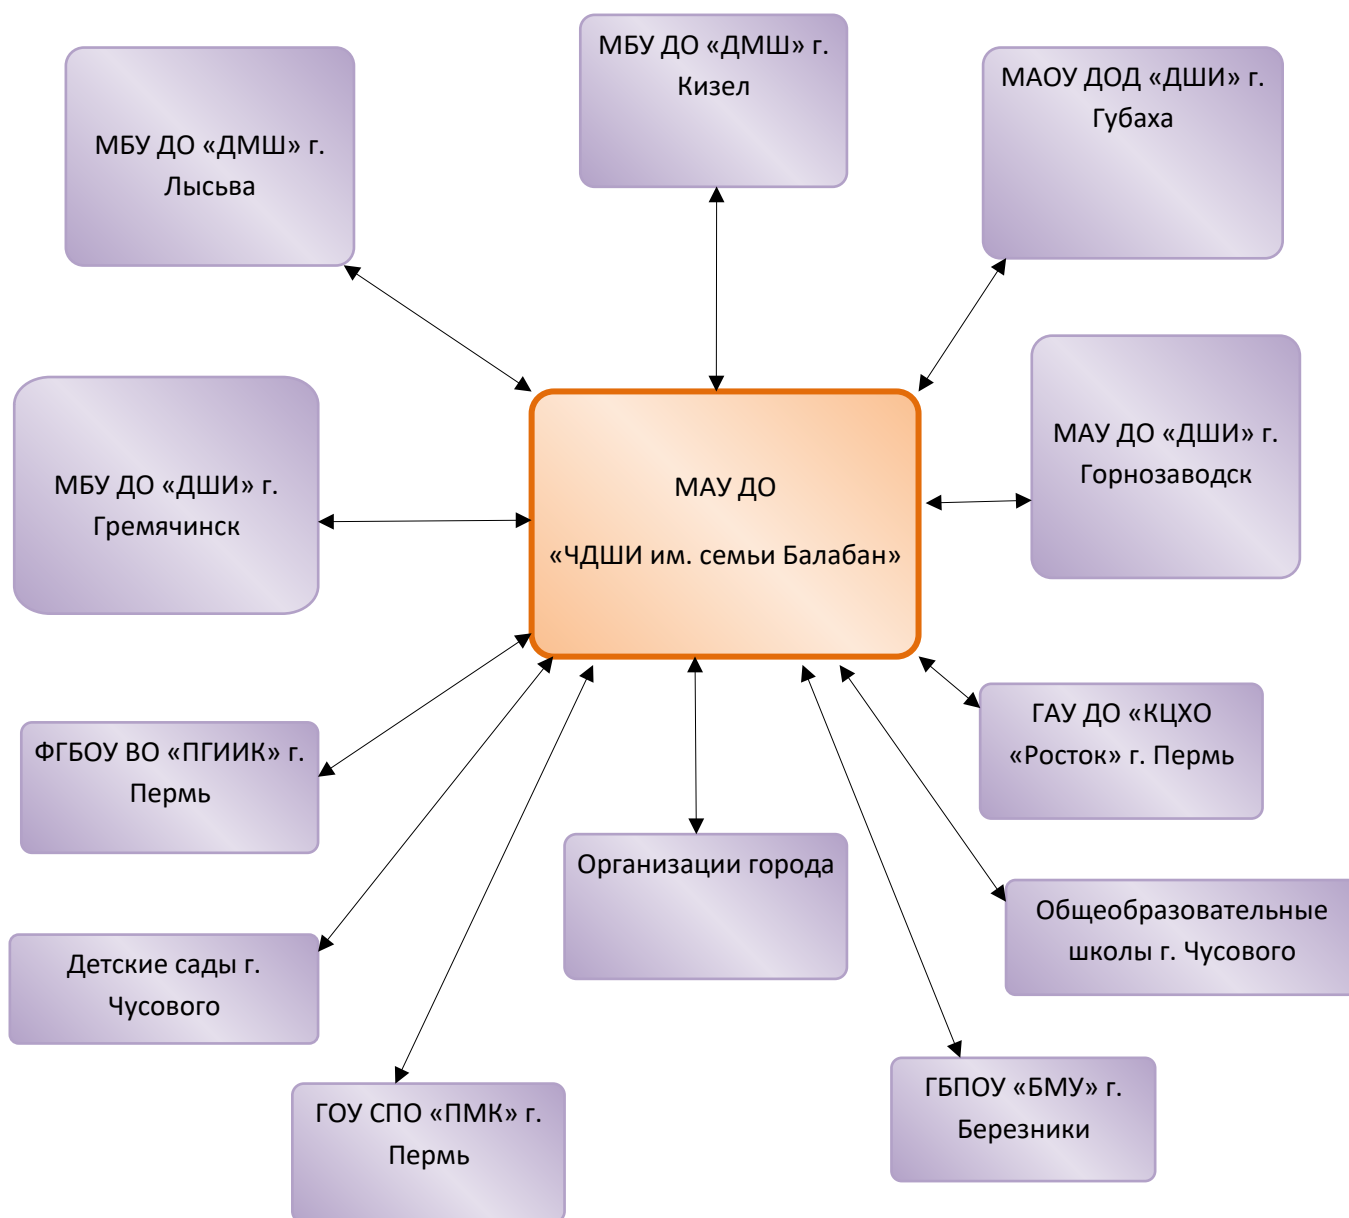 МБУ ДО «ДМШ» г.
Кизел
МБУ ДО «ДМШ» г.
Лысьва
МАОУ ДОД «ДШИ» г.
Губаха
МБУ ДО «ДШИ» г.
Гремячинск
МАУ ДО
«ЧДШИ им. семьи Балабан»
МАУ ДО «ДШИ» г.
Горнозаводск
ФГБОУ ВО «ПГИИК» г.
Пермь
ГАУ ДО «КЦХО
«Росток» г. Пермь
Организации города
Общеобразовательные
школы г. Чусового
Детские сады г.
Чусового
ГОУ СПО «ПМК» г.
Пермь
ГБПОУ «БМУ» г.
Березники